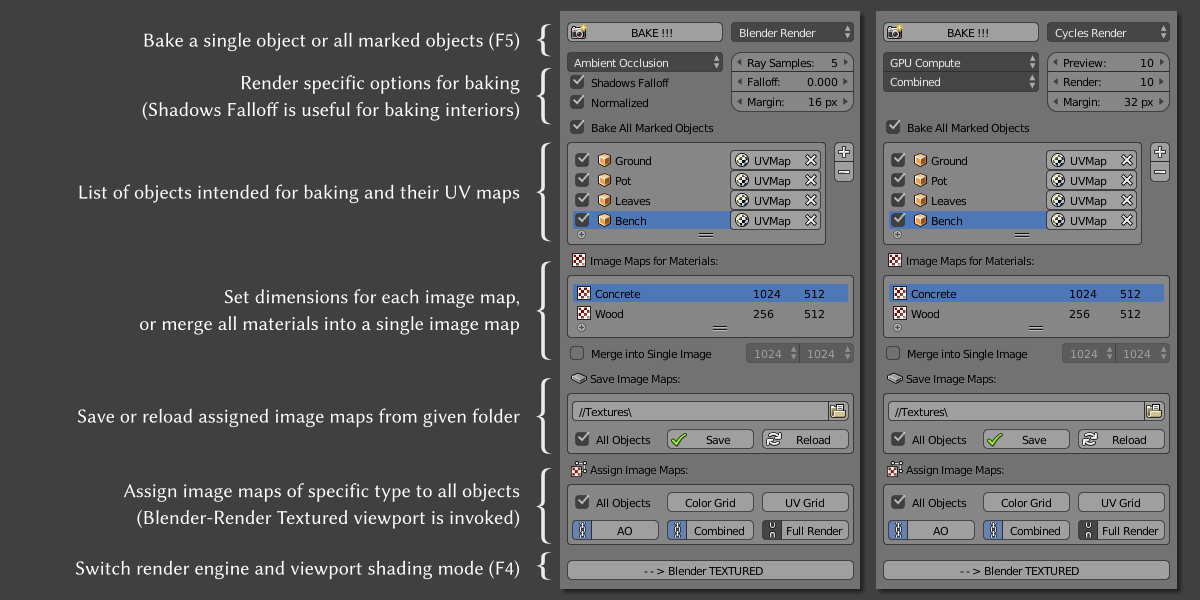 Bake a single object or all marked objects (F5)
Render specific options for baking
(Shadows Falloff is useful for baking interiors)
List of objects intended for baking and their UV maps
Set dimensions for each image map,
or merge all materials into a single image map
Save or reload assigned image maps from given folder
Assign image maps of specific type to all objects
(Blender-Render Textured viewport is invoked)
Switch render engine and viewport shading mode (F4)
BAKE !!! Blender Render
Ambient Occlusion Ray Samples: 5
Shadows Falloff Falloff: 0.000
Normalized Margin: 16 px
Bake All Marked Objects
Ground UVMap
Pot UVMap
Leaves UVMap
Bench UVMap
Image Maps for Materials:
Concrete 1024 512
Wood 256 512
Merge into Single Image 1024 1024
Save Image Maps:
//Textures\
All Objects Save Reload
Assign Image Maps:
All Objects Color Grid UV Grid
AO Combined Full Render
--> Blender TEXTURED
BAKE !!! Cycles Render
GPU Compute Preview: 10
Combined Render: 10
Margin: 32 px
Bake All Marked Objects
Ground UVMap
Pot UVMap
Leaves UVMap
Bench UVMap
Image Maps for Materials:
Concrete 1024 512
Wood 256 512
Merge into Single Image 1024 1024
Save Image Maps:
//Textures\
All Objects Save Reload
Assign Image Maps:
All Objects Color Grid UV Grid
AO Combined Full Render
--> Blender TEXTURED